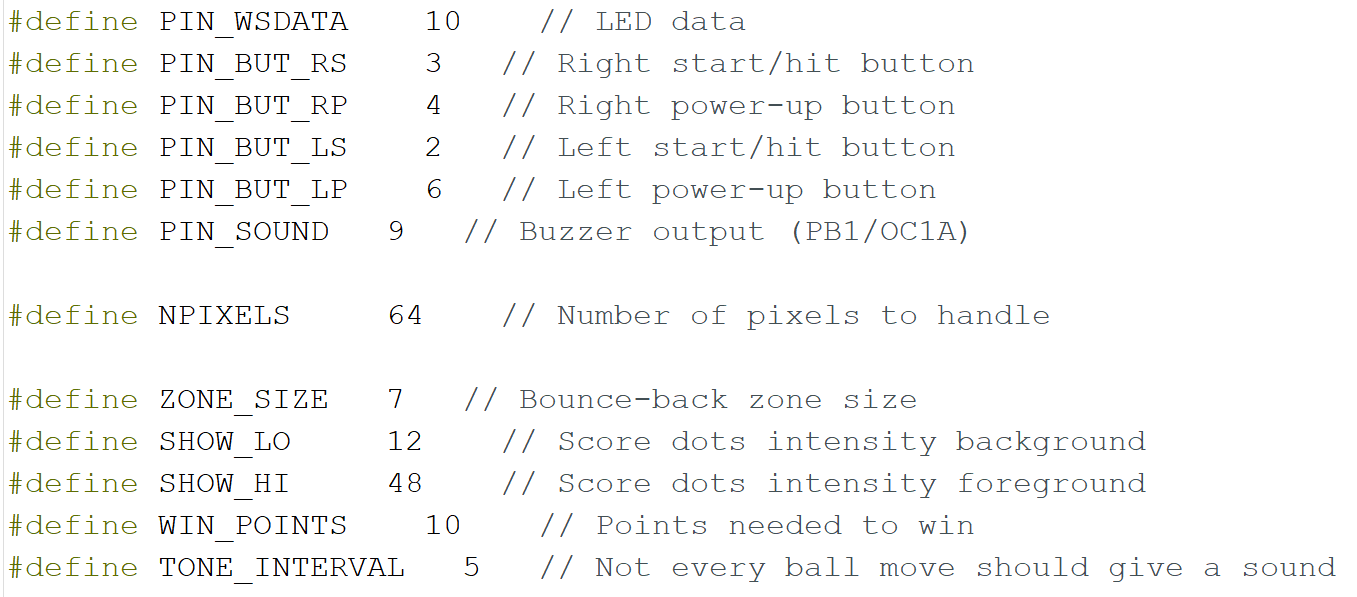 #define PIN_WSDATA    10    // LED data
#define PIN_BUT_RS    3   // Right start/hit button
#define PIN_BUT_RP    4   // Right power-up button
#define PIN_BUT_LS    2   // Left start/hit button
#define PIN_BUT_LP    6   // Left power-up button
#define PIN_SOUND   9   // Buzzer output (PB1/OC1A)
#define NPIXELS     64    // Number of pixels to handle
#define ZONE_SIZE   7   // Bounce-back zone size
#define SHOW_LO     12    // Score dots intensity background
#define SHOW_HI     48    // Score dots intensity foreground
#define WIN_POINTS    10    // Points needed to win
#define TONE_INTERVAL   5   // Not every ball move should give a sound